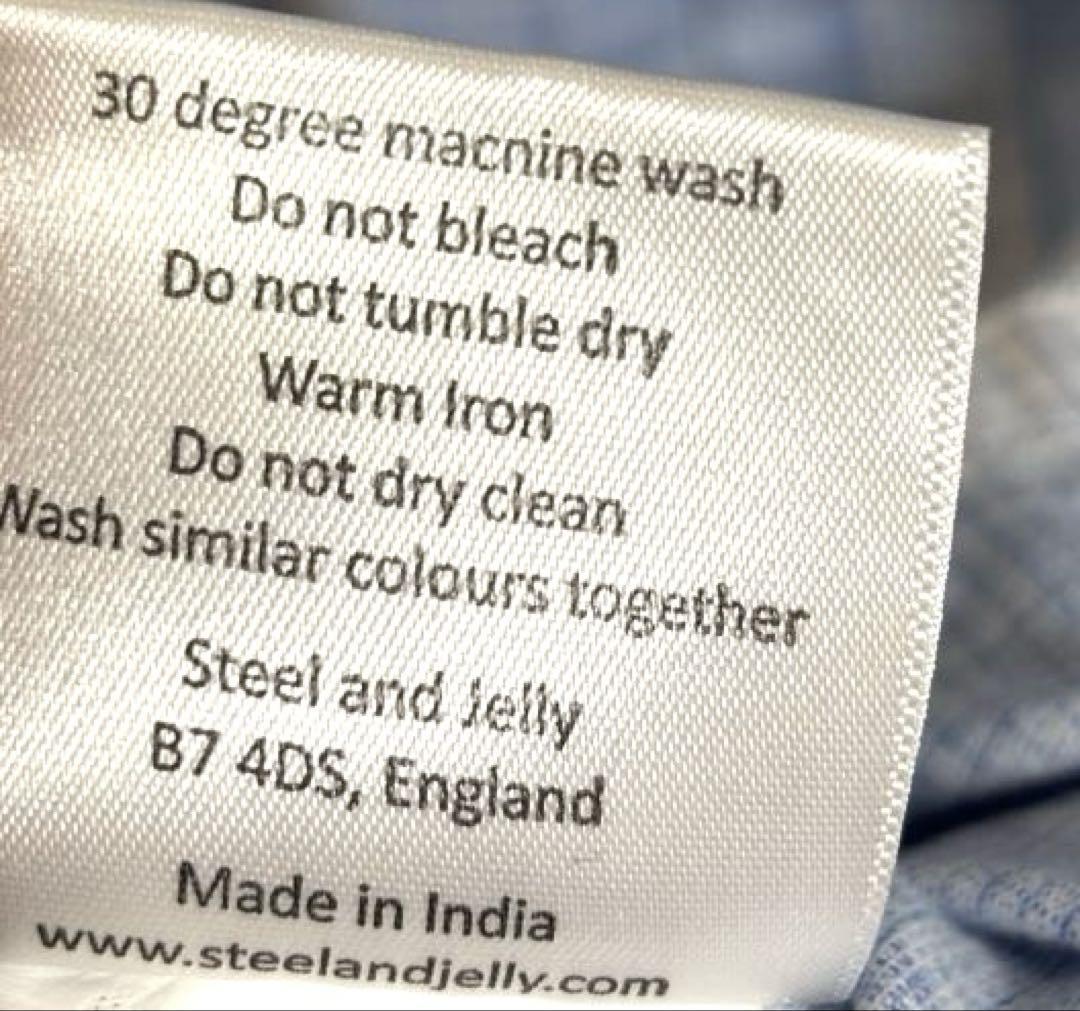 30 degree machine wash
Do not bleach
Do not tumble dry
Warm Iron
Do not dry clean
Wash similar colours together
Steel and Jelly
B7 4DS, England
Made in India
www.steelandjelly.com